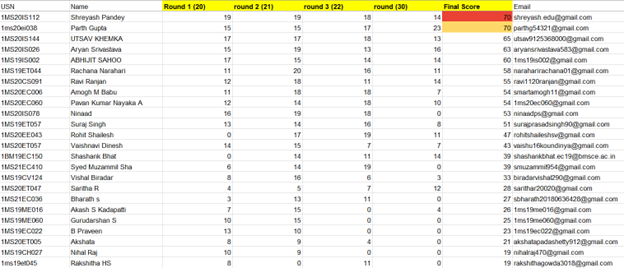 USN Name Round 1 (20) round 2 (21) round 3 (22) round (30) Final Score Email
1MS20IS112 Shreyash Pandey 19 19 18 14 70 shreyash.edu@gmail.com
1ms20ei038 Parth Gupta 15 15 17 23 70 parthg54321@gmail.com
1MS20IS144 UTSAV KHEMKA 17 17 18 13 65 utsav9125368000@gmail.com
1MS20IS026 Aryan Srivastava 15 19 13 16 63 aryansrivastava583@gmail.com
1MS19IS002 ABHIJIT SAHOO 17 15 14 14 60 1ms19is002@gmail.com
1MS19ET044 Rachana Narahari 11 20 16 11 58 naraharirachana01@gmail.com
1MS20CS091 Ravi Ranjan 12 18 11 14 55 ravi1120ranjan@gmail.com
1MS20EC006 Amogh M Babu 11 18 18 7 54 smartamogh11@gmail.com
1MS20EC060 Pavan Kumar Nayaka A 12 14 18 10 54 1ms20ec060@gmail.com
1MS20IS078 Ninaad 16 19 18 0 53 ninaadps@gmail.com
1MS19ET057 Suraj Singh 13 14 16 8 51 surajprasadsingh90@gmail.com
1MS20EE043 Rohit Shailesh 0 17 19 11 47 rohitshaileshsv@gmail.com
1MS20ET057 Vaishnavi Dinesh 14 15 7 7 43 vaishu16koundinya@gmail.com
1BM19EC150 Shashank Bhat 0 14 11 14 39 shashankbhat.ec19@bmsce.ac.in
1MS21EC410 Syed Muzammil Sha 6 14 19 0 39 smuzammil954@gmail.com
1MS19CV124 Vishal Biradar 8 16 6 3 33 biradarvishal290@gmail.com
1MS20ET047 Saritha R 4 5 7 12 28 sarithar20020@gmail.com
1MS21EC036 Bharath s 3 13 11 0 27 sbharath20180636428@gmail.com
1MS19ME016 Akash S Kadapatti 7 15 0 4 26 1ms19me016@gmail.com
1MS19ME060 Gurudarshan S 10 15 0 0 25 1ms19me060@gmail.com
1MS19EC022 B Praveen 13 10 0 0 23 1ms19ec022@gmail.com
1MS20ET005 Akshata 8 9 4 0 21 akshatapadashetty912@gmail.com
1MS19CH027 Nihal Raj 10 9 0 0 19 nihalraj470@gmail.com
1ms19et045 Rakshitha HS 8 0 11 0 19 rakshithagowda3018@gmail.com